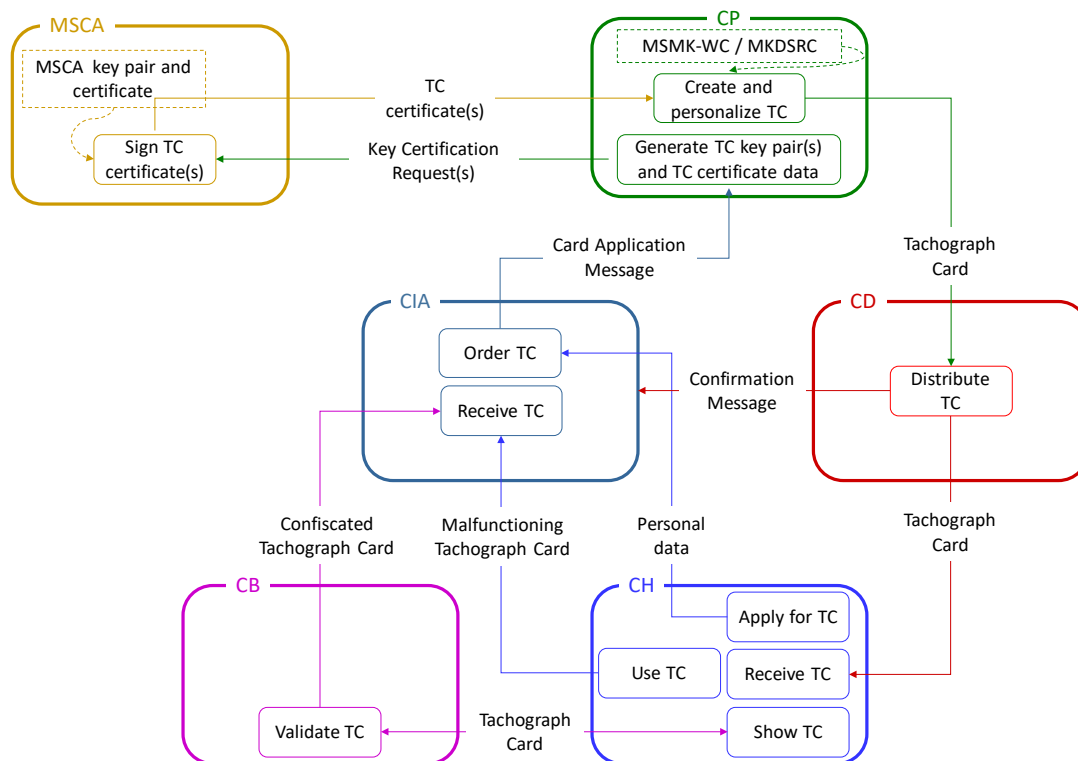 MSCA
MSCA key pair and
certificate
Sign TC
certificate(s)
TC
certificate(s)
Key Certification
Request(s)
CP
MSMK-WC / MKDSRC
Create and
personalize TC
Generate TC key pair(s)
and TC certificate data
Card Application
Message
Tachograph
Card
CIA
Order TC
Receive TC
Confirmation
Message
CD
Distribute
TC
Confiscated
Tachograph Card
Malfunctioning
Tachograph Card
Personal
data
Tachograph
Card
CB
Validate TC
Tachograph
Card
CH
Apply for TC
Use TC
Receive TC
Show TC